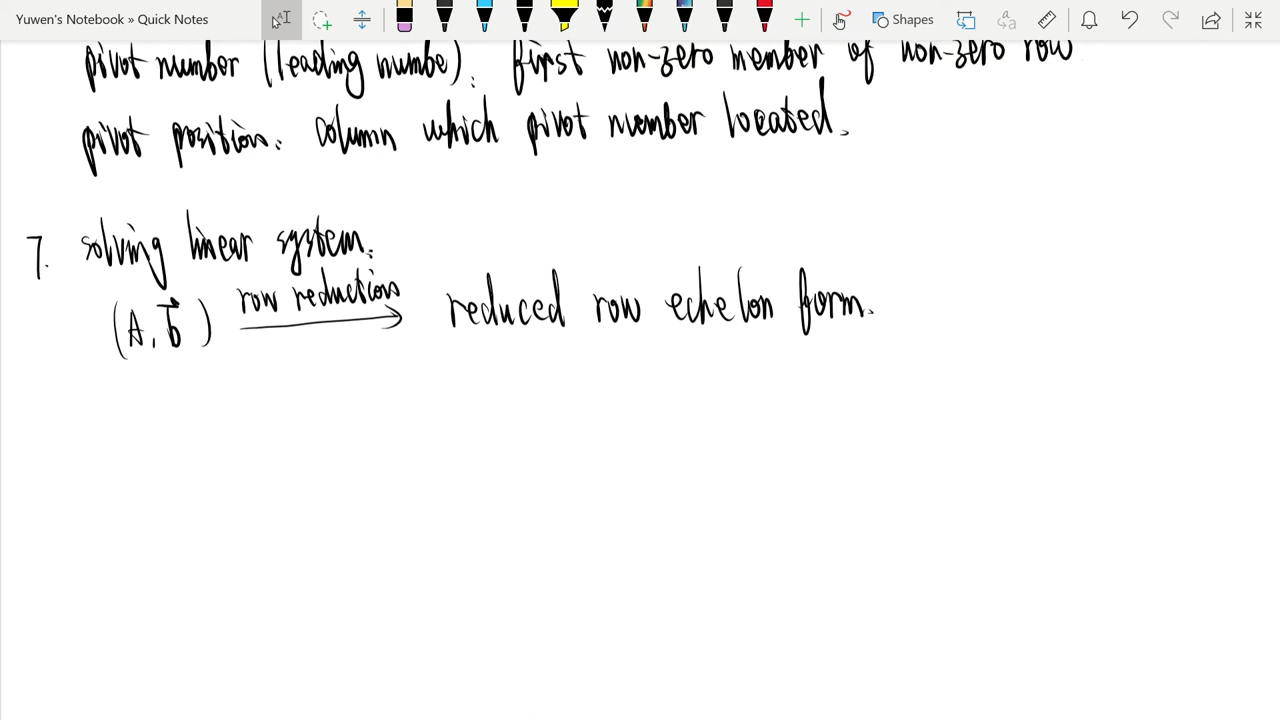 Yuwen's Notebook » Quick Notes
Shapes
pivot number (leading numbe): first non-zero member of non-zero row
pivot position: column which pivot number located.
7. solving linear system.
(A, b⃗) row reduction → reduced row echelon form.